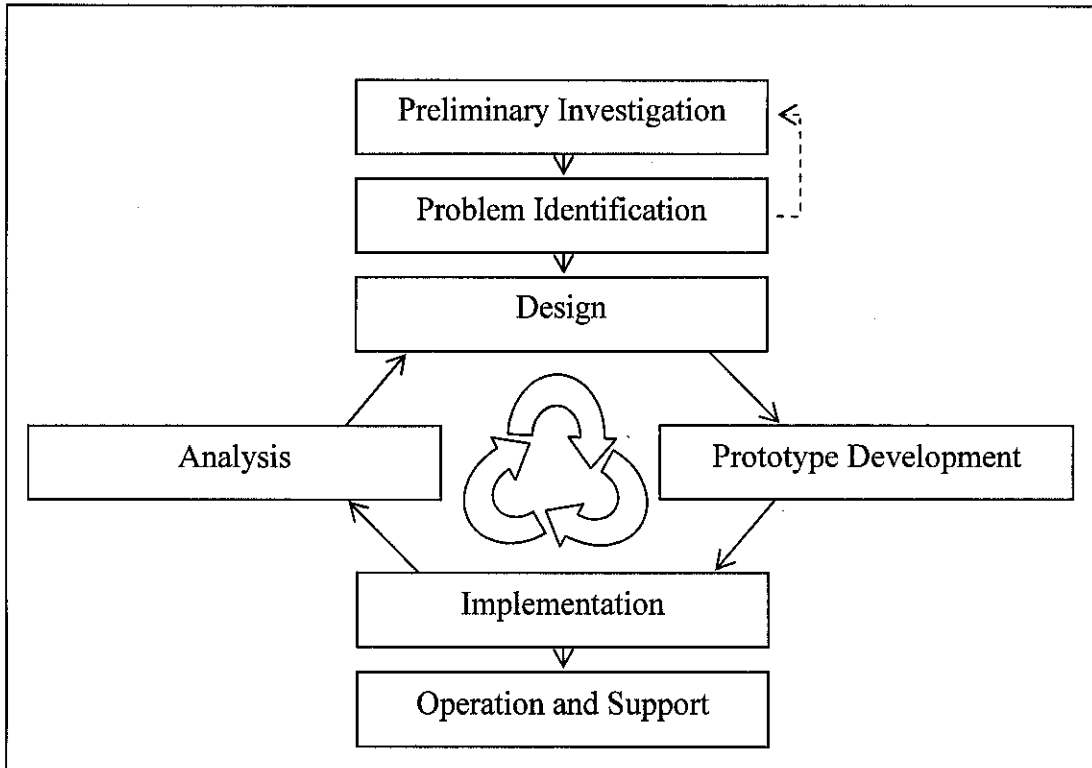 Preliminary Investigation
Problem Identification
Design
Analysis
Prototype Development
Implementation
Operation and Support